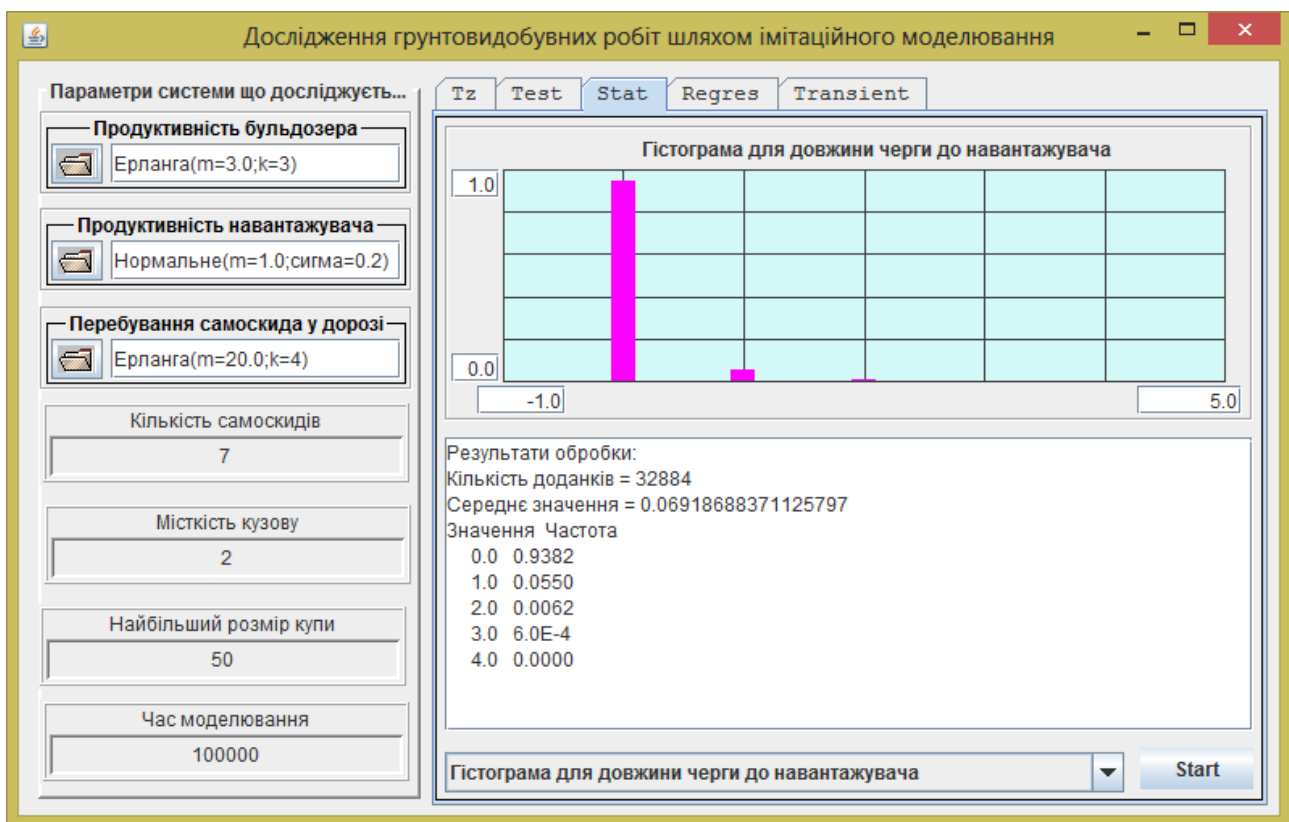 Дослідження грунтовидобувних робіт шляхом імітаційного моделювання
Параметри системи що досліджуєть...
Продуктивність бульдозера
Ерланга(m=3.0;k=3)
Продуктивність навантажувача
Нормальне(m=1.0;сигма=0.2)
Перебування самоскида у дорозі
Ерланга(m=20.0;k=4)
Кількість самоскидів
7
Місткість кузову
2
Найбільший розмір купи
50
Час моделювання
100000
Tz Test Stat Regres Transient
Гістограма для довжини черги до навантажувача
1.0
0.0
-1.0 5.0
Результати обробки:
Кількість доданків = 32884
Середнє значення = 0.06918688371125797
Значення Частота
0.0 0.9382
1.0 0.0550
2.0 0.0062
3.0 6.0E-4
4.0 0.0000
Гістограма для довжини черги до навантажувача
Start